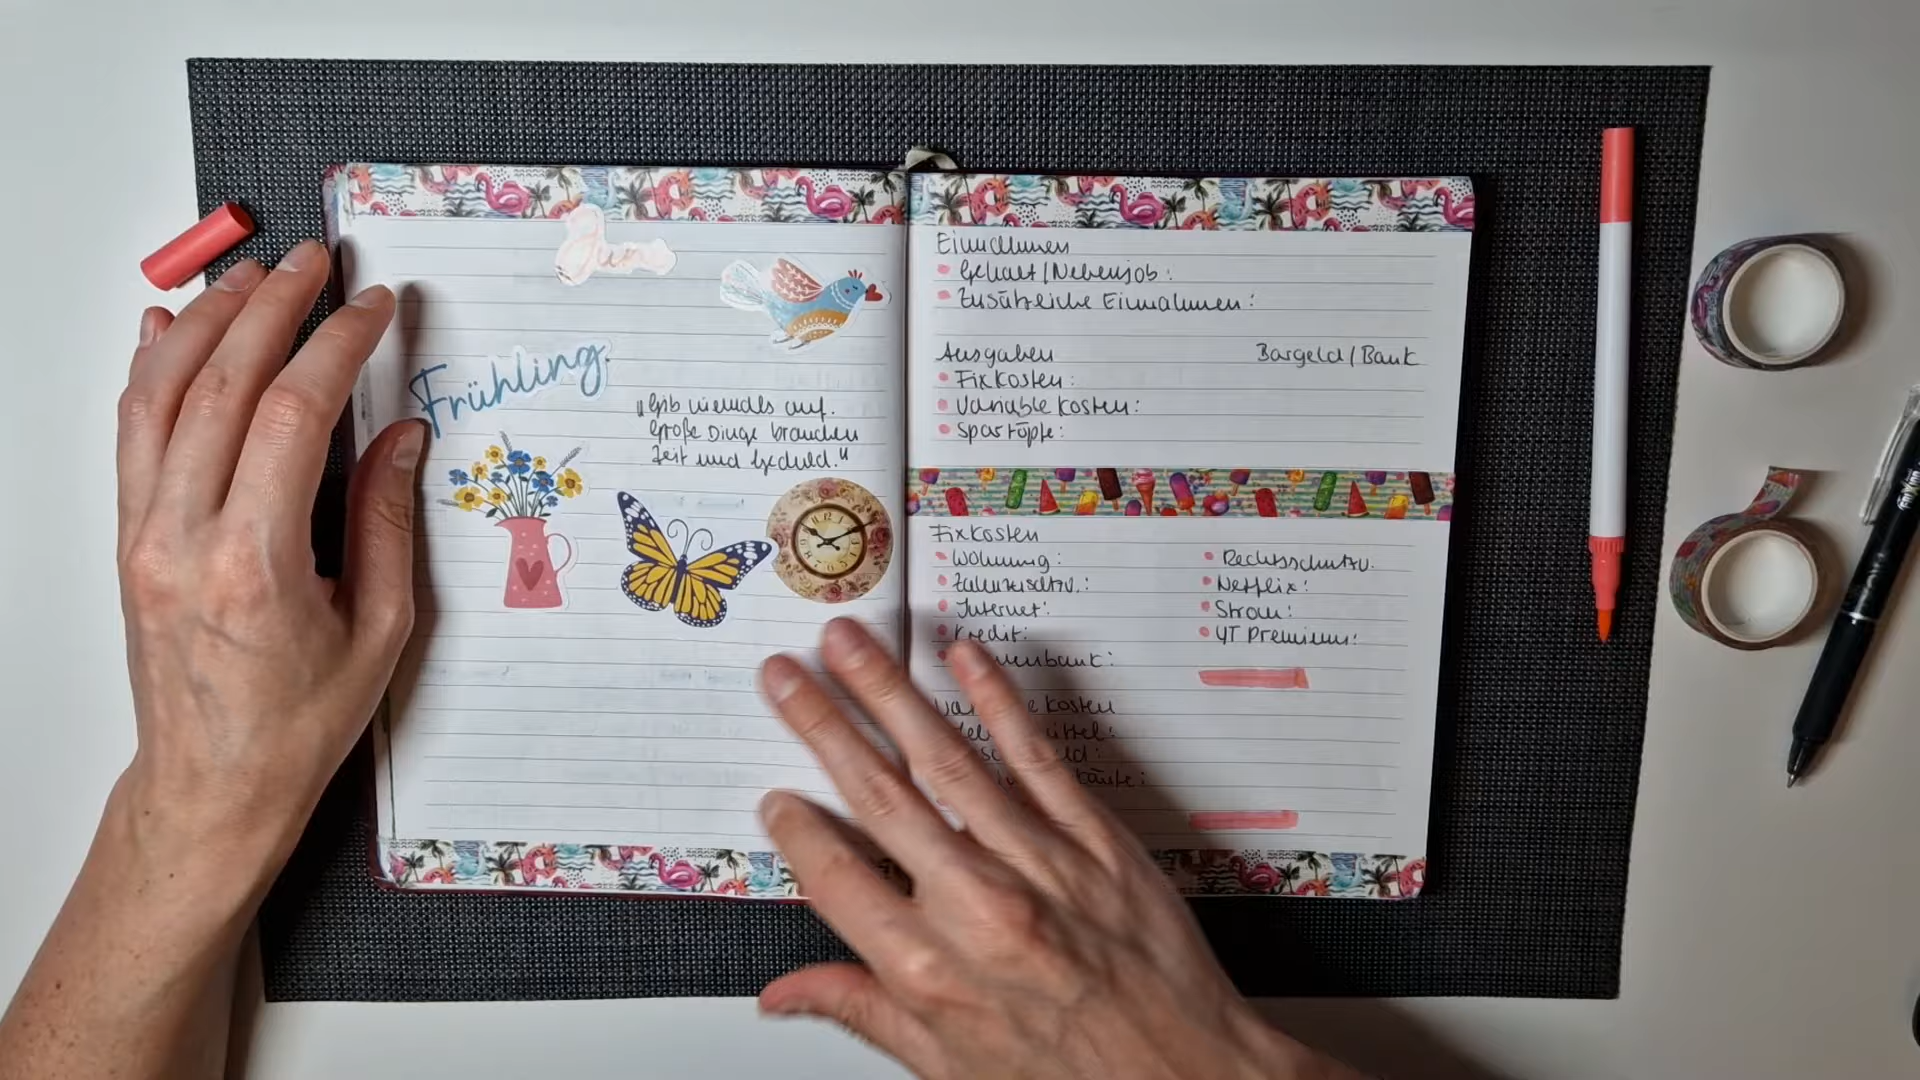 Juni
Frühling.
„Gib niemals auf.
Große Dinge brauchen
Zeit und Geduld."
Einnahmen
Gehalt/Nebenjob:
Zusätzliche Einnahmen:
Ausgaben Bargeld/Bank
Fixkosten:
Variable Kosten:
Spartöpfe:
Fixkosten
Wohnung: Rechtsschutzv.
Zahnzusatzv.: Netflix:
Internet: Strom:
Kredit: YT Premium: